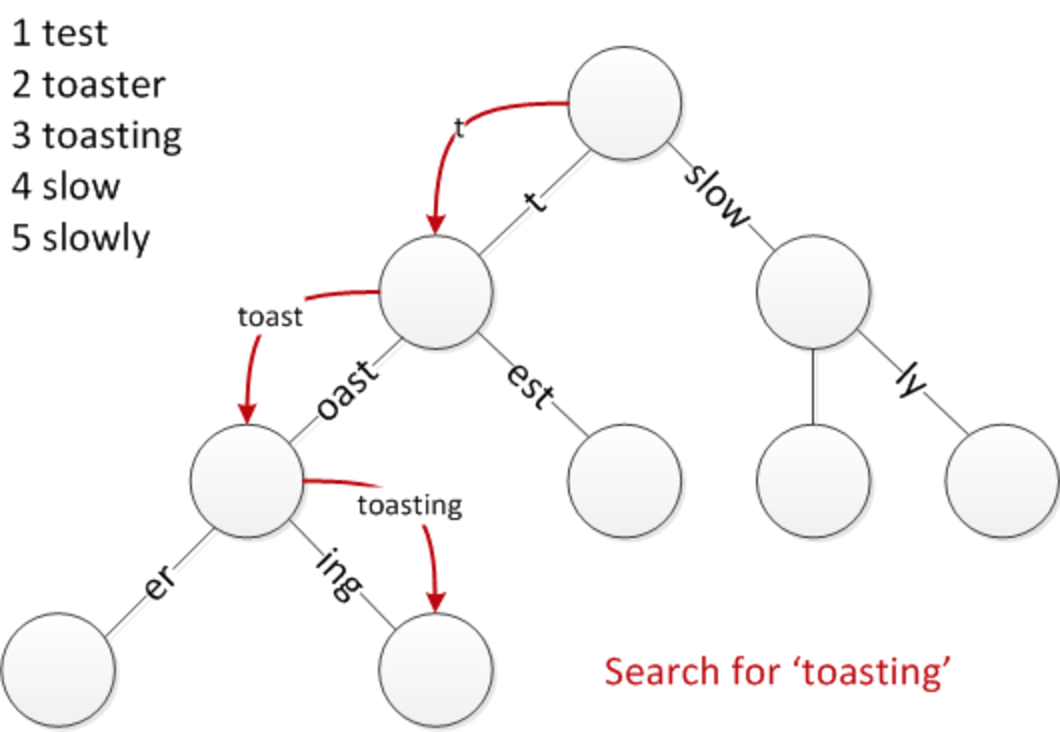 1 test
2 toaster
3 toasting
4 slow
5 slowly
t
t
slow
toast
oast
est
ly
toasting
er
ing
Search for ‘toasting’